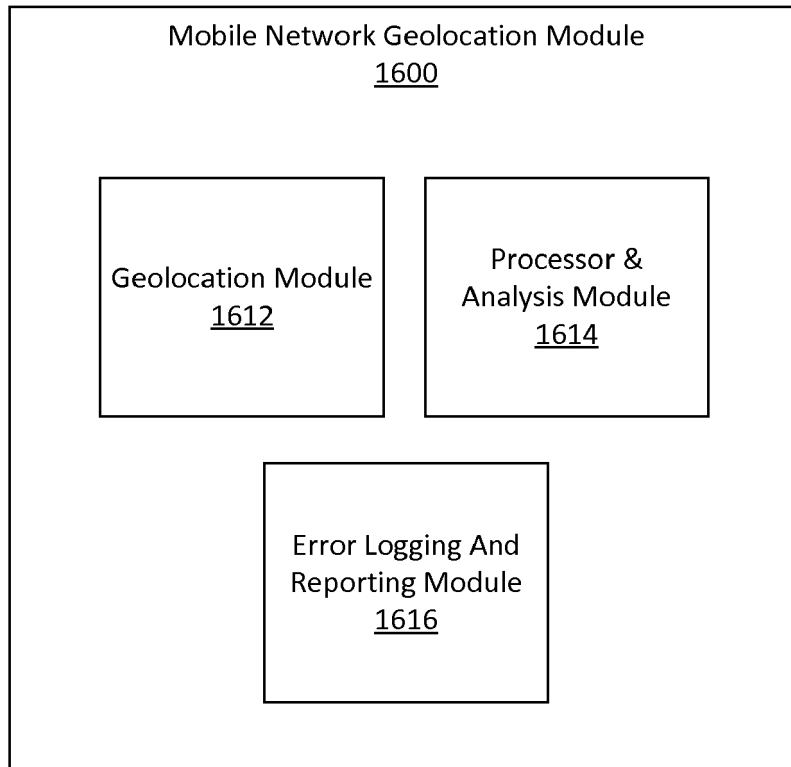 Mobile Network Geolocation Module
1600
Geolocation Module
1612
Processor &
Analysis Module
1614
Error Logging And
Reporting Module
1616